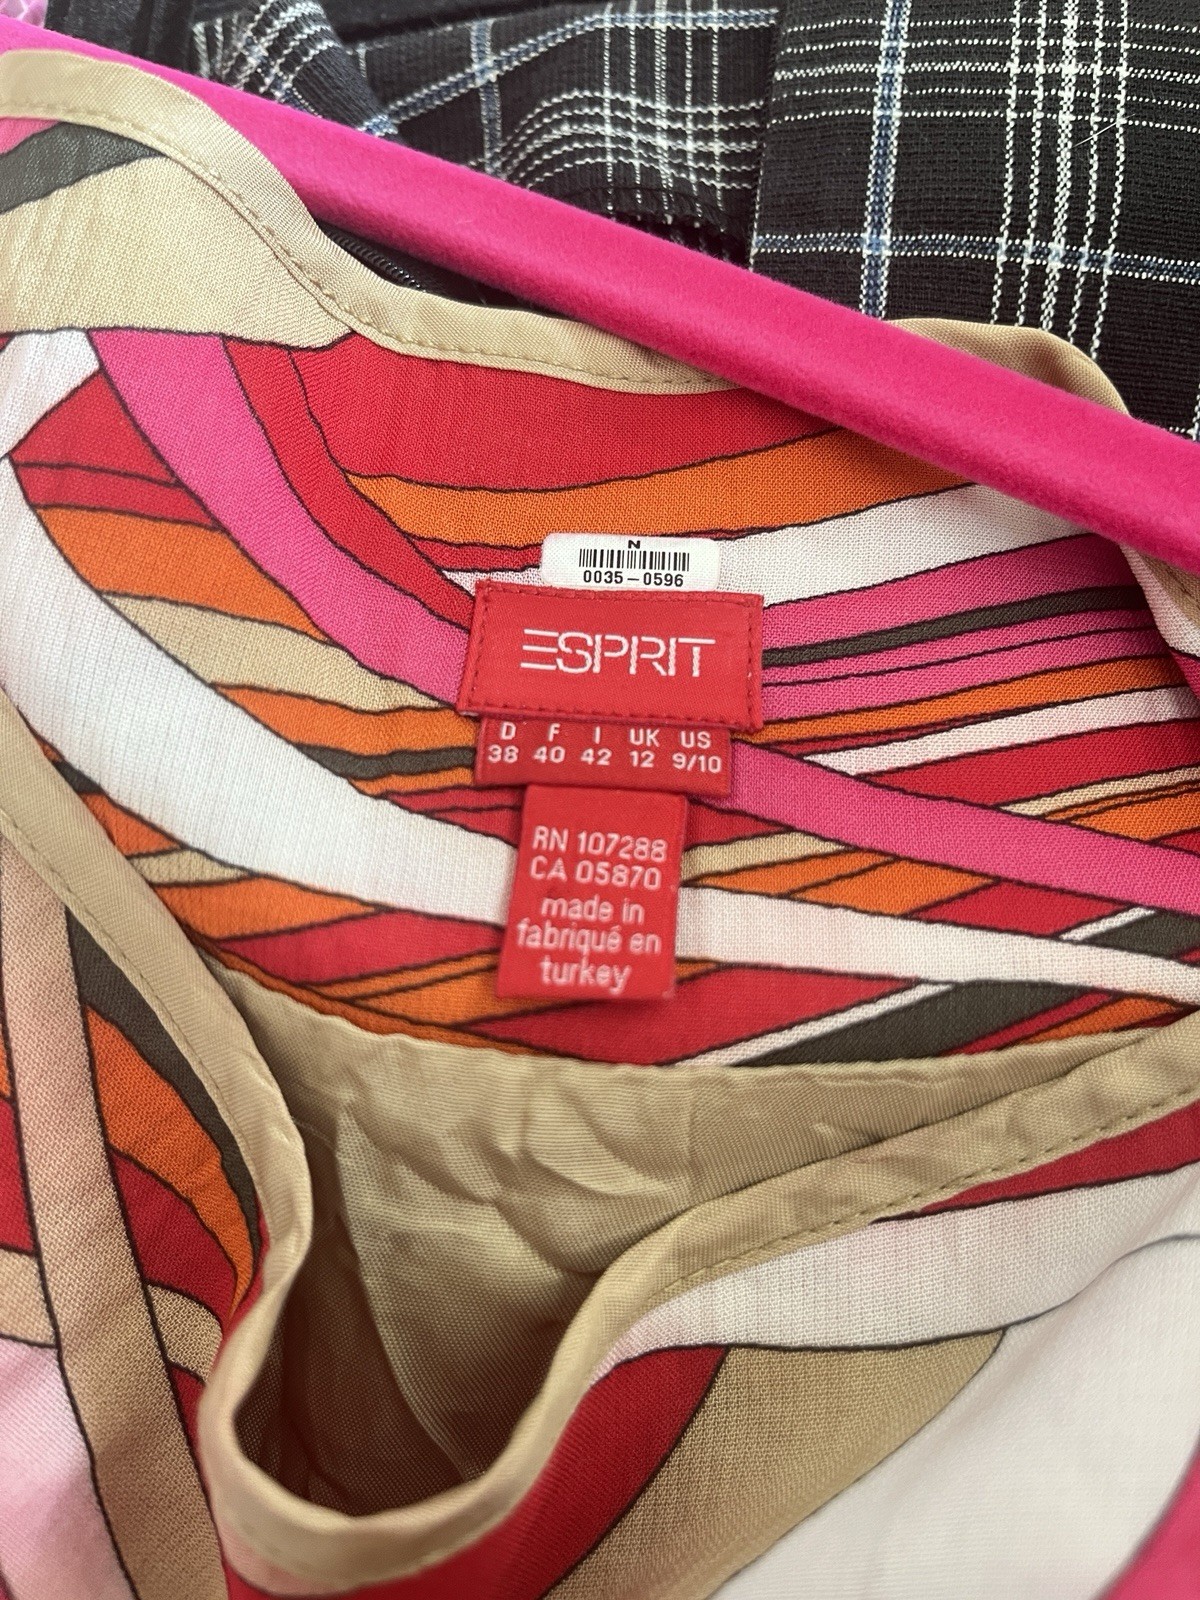 N
0035-0596
ESPRIT
D F I UK US
38 40 42 12 9/10
RN 107288
CA 05870
made in
fabriqué en
turkey